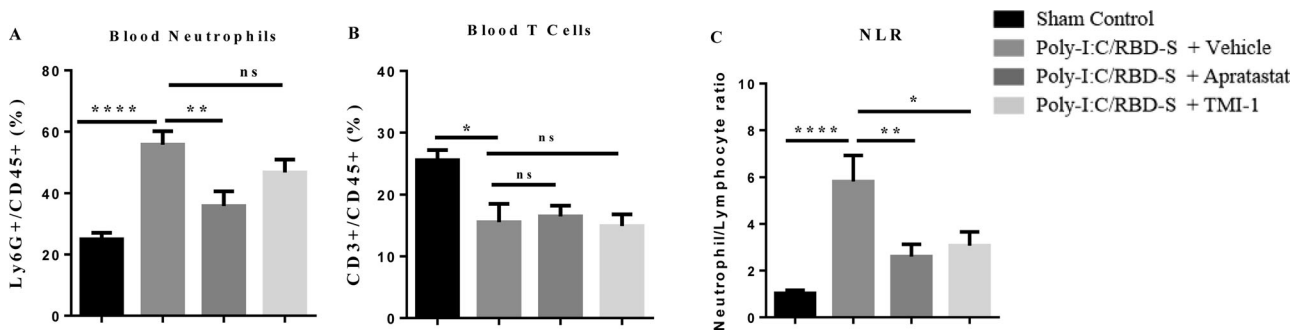 A Blood Neutrophils
Ly6G+/CD45+ (%)
80
60
40
20
0
****
**
ns
B Blood T Cells
CD3+/CD45+ (%)
40
30
20
10
0
*
ns
ns
C NLR
Neutrophil/Lymphocyte ratio
10
8
6
4
2
0
****
**
*
Sham Control
Poly-I:C/RBD-S + Vehicle
Poly-I:C/RBD-S + Apratastat
Poly-I:C/RBD-S + TMI-1